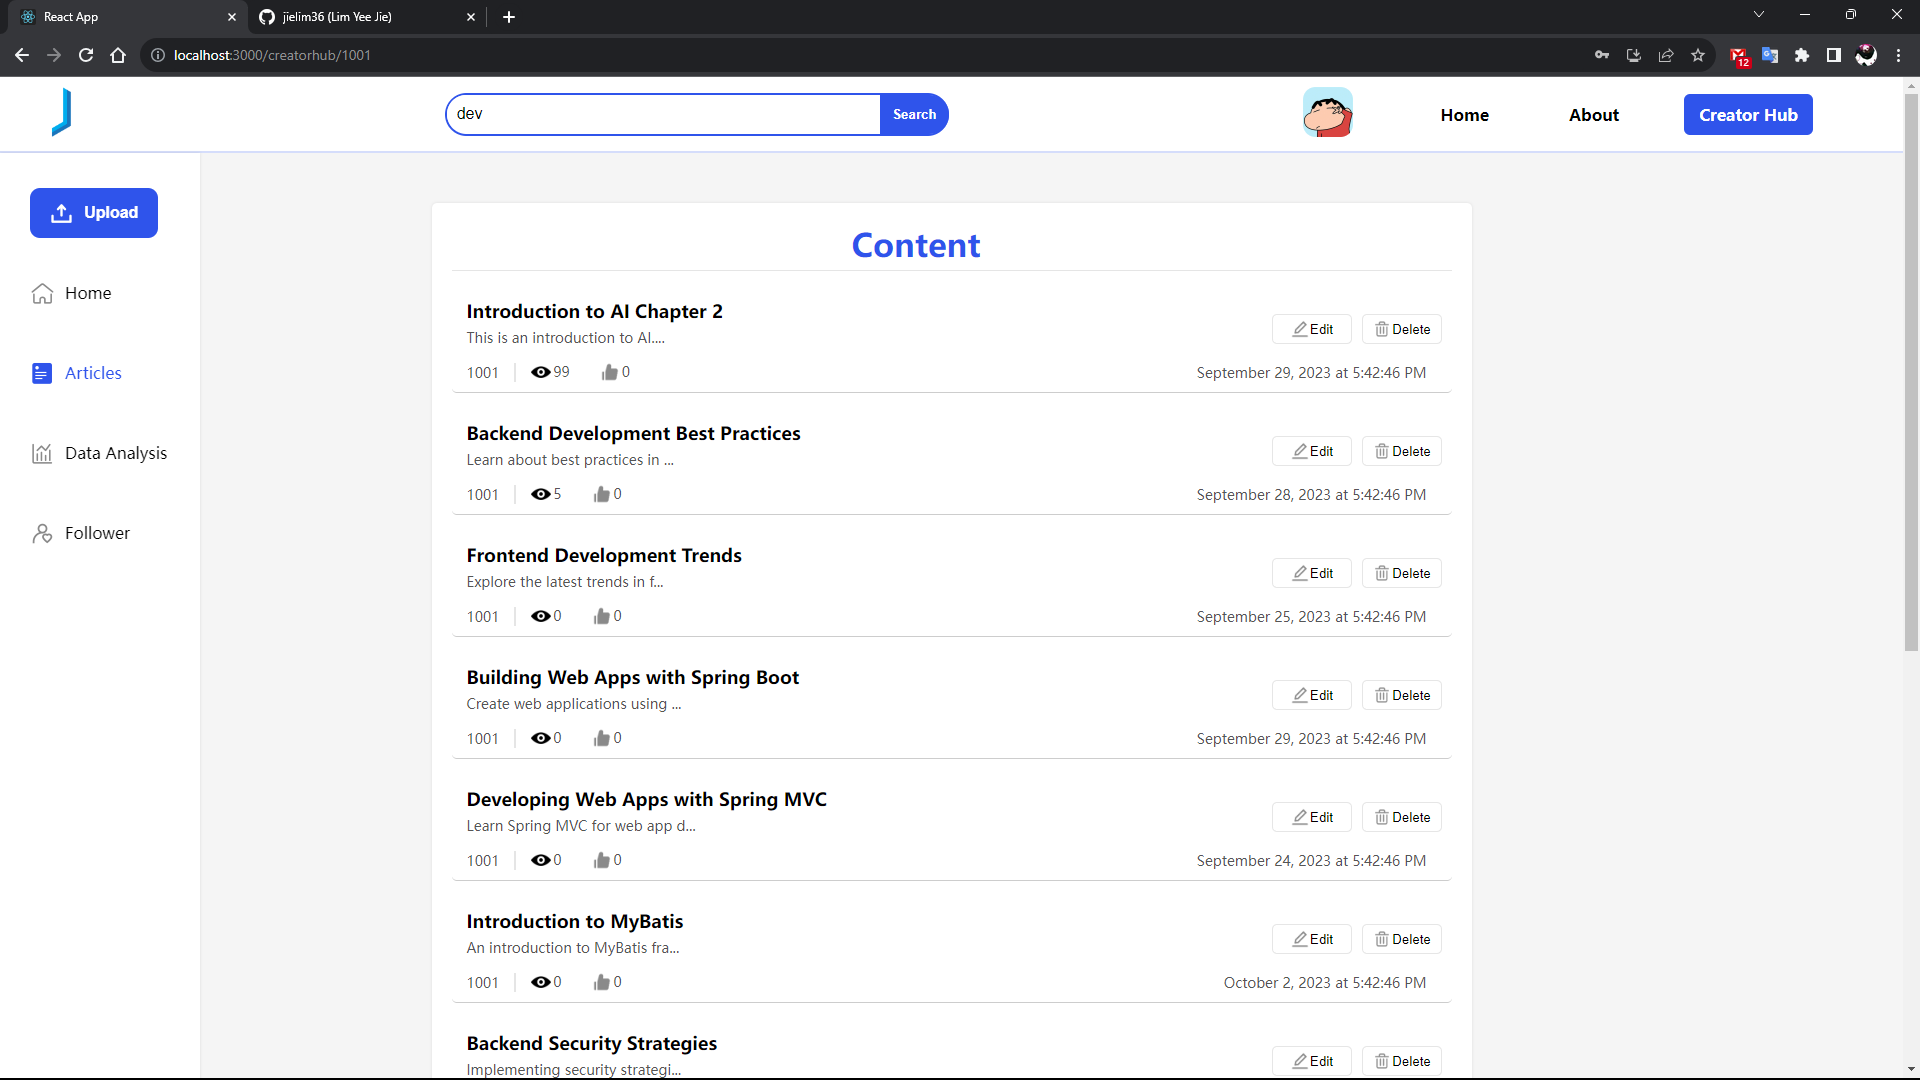 React App
jielim36 (Lim Yee Jie)
localhost:3000/creatorhub/1001
12
dev
Search
Home
About
Creator Hub
Upload
Home
Articles
Data Analysis
Follower
Content
Introduction to AI Chapter 2
This is an introduction to AI....
Edit
Delete
1001
99
0
September 29, 2023 at 5:42:46 PM
Backend Development Best Practices
Learn about best practices in ...
Edit
Delete
1001
5
0
September 28, 2023 at 5:42:46 PM
Frontend Development Trends
Explore the latest trends in f...
Edit
Delete
1001
0
0
September 25, 2023 at 5:42:46 PM
Building Web Apps with Spring Boot
Create web applications using ...
Edit
Delete
1001
0
0
September 29, 2023 at 5:42:46 PM
Developing Web Apps with Spring MVC
Learn Spring MVC for web app d...
Edit
Delete
1001
0
0
September 24, 2023 at 5:42:46 PM
Introduction to MyBatis
An introduction to MyBatis fra...
Edit
Delete
1001
0
0
October 2, 2023 at 5:42:46 PM
Backend Security Strategies
Implementing security strategi...
Edit
Delete